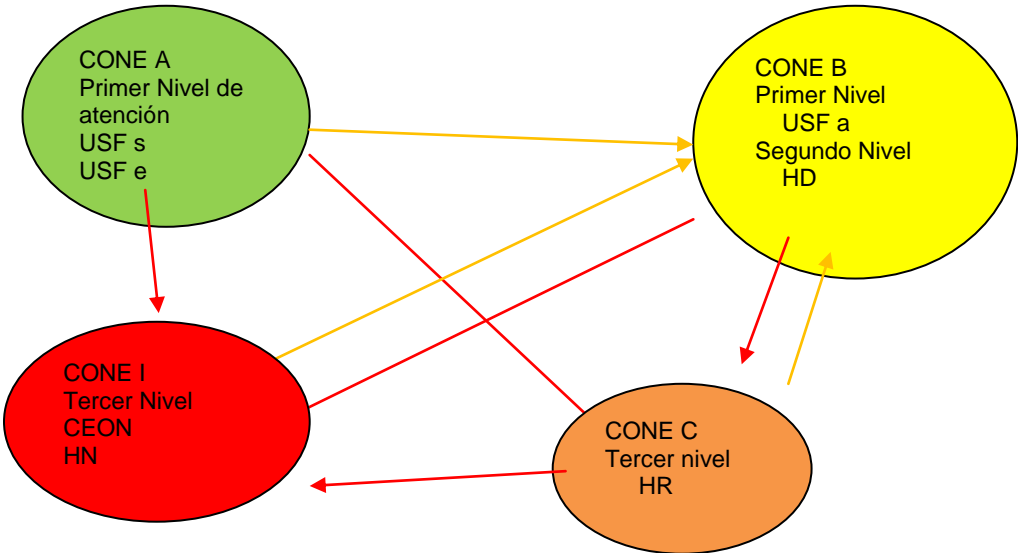 CONE A
Primer Nivel de
atención
USF s
USF e
CONE B
Primer Nivel
USF a
Segundo Nivel
HD
CONE I
Tercer Nivel
CEON
HN
CONE C
Tercer nivel
HR